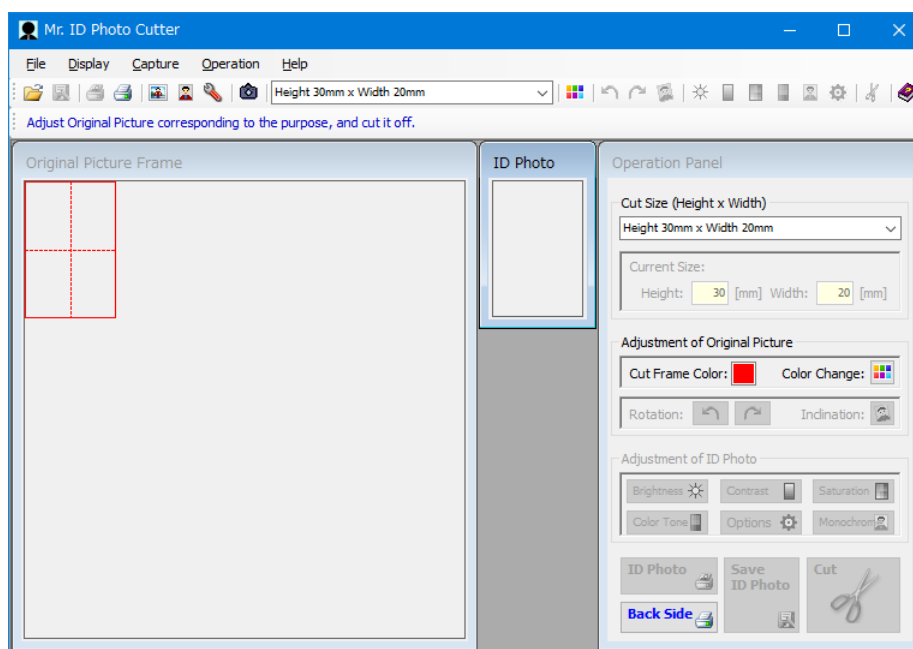 Mr. ID Photo Cutter
File Display Capture Operation Help
Height 30mm x Width 20mm
Adjust Original Picture corresponding to the purpose, and cut it off.
Original Picture Frame
ID Photo
Operation Panel
Cut Size (Height x Width)
Height 30mm x Width 20mm
Current Size:
Height: 30 [mm] Width: 20 [mm]
Adjustment of Original Picture
Cut Frame Color: Color Change:
Rotation: Inclination:
Adjustment of ID Photo
Brightness Contrast Saturation
Color Tone Options Monochrom
ID Photo
Save
ID Photo
Cut
Back Side